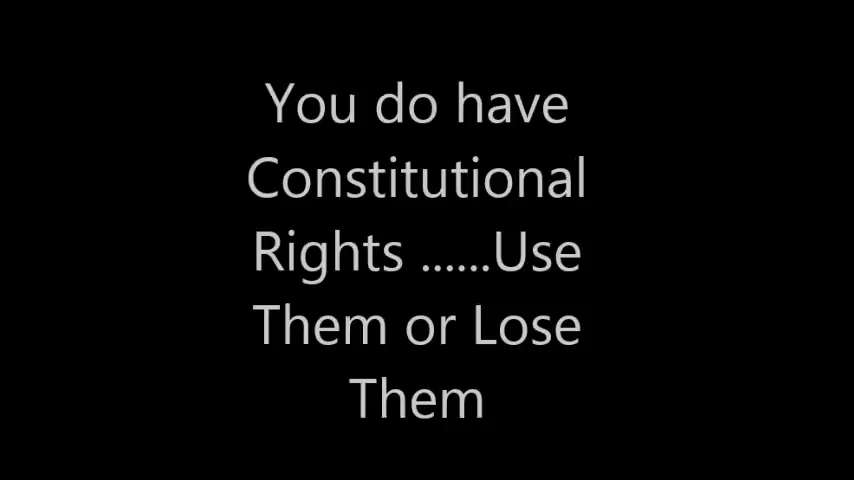 You do have
Constitutional
Rights ......Use
Them or Lose
Them